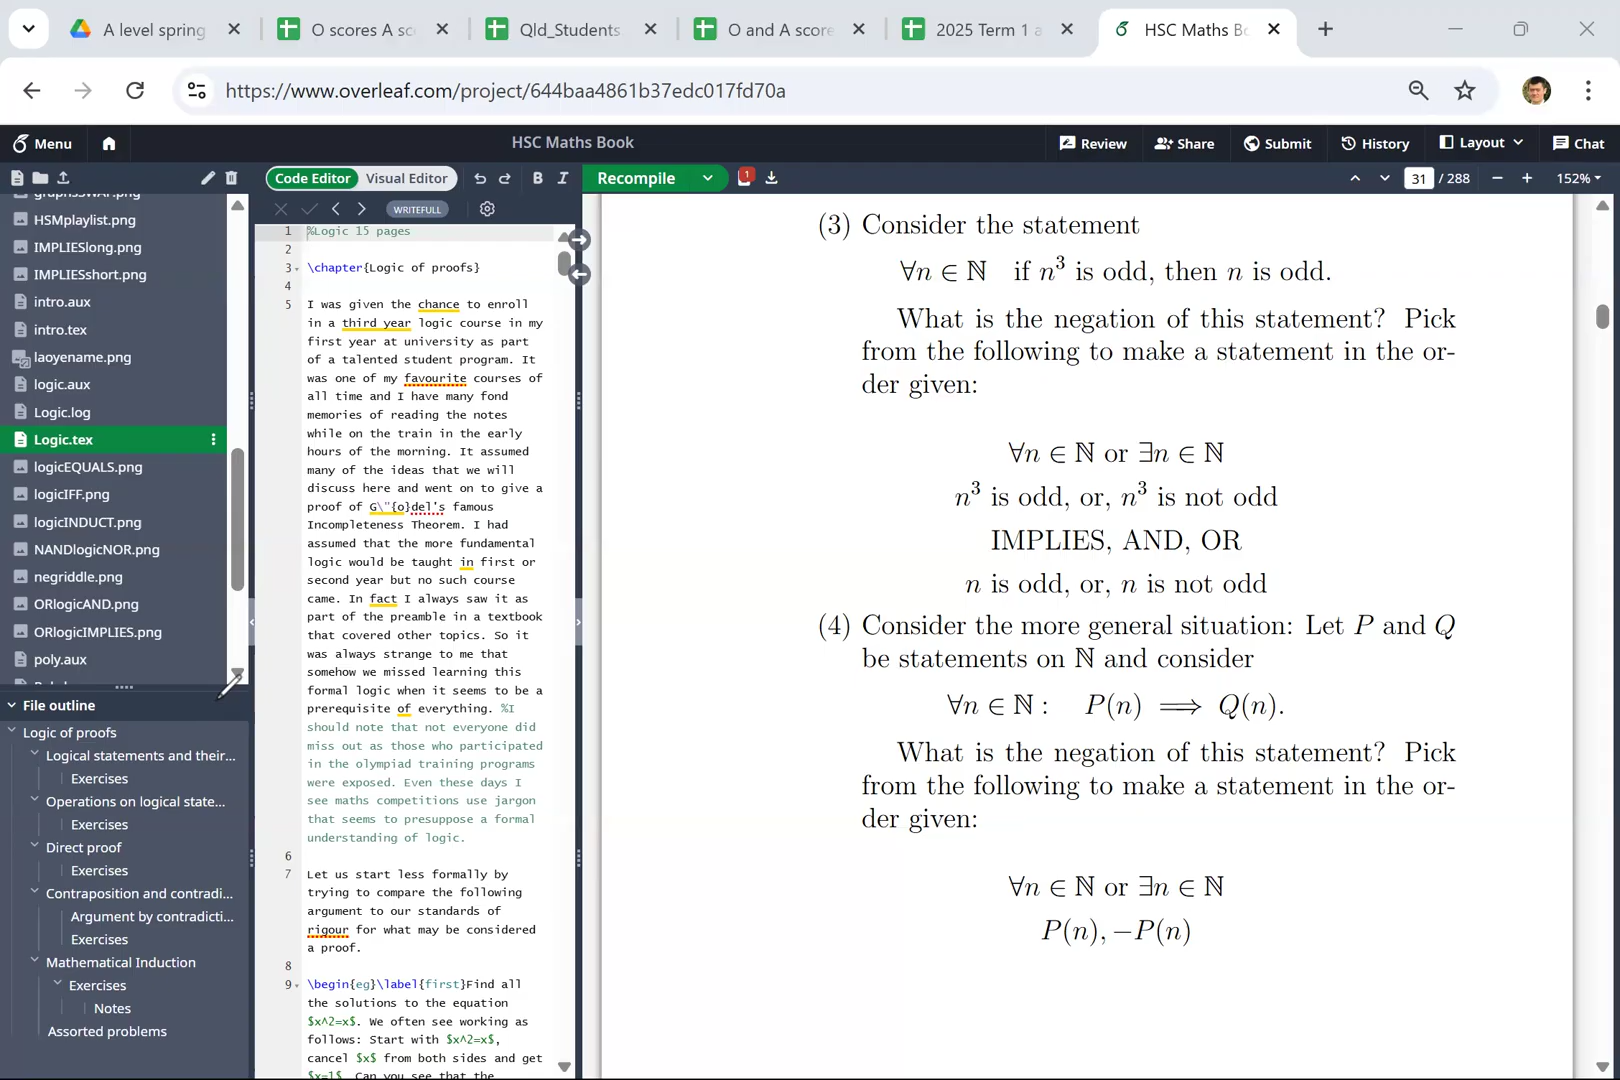 A level spring
O scores A sc
Qld_Students
O and A score
2025 Term 1 a
HSC Maths Bo
https://www.overleaf.com/project/644baa4861b37edc017fd70a
Menu
HSC Maths Book
Review
Share
Submit
History
Layout
Chat
Code Editor
Visual Editor
B
I
Recompile
1
31 / 288
152%
HSMplaylist.png
IMPLIESlong.png
IMPLIESshort.png
intro.aux
intro.tex
laoyename.png
logic.aux
Logic.log
Logic.tex
logicEQUALS.png
logicIFF.png
logicINDUCT.png
NANDlogicNOR.png
negriddle.png
ORlogicAND.png
ORlogicIMPLIES.png
poly.aux
File outline
Logic of proofs
Logical statements and their...
Exercises
Operations on logical state...
Exercises
Direct proof
Exercises
Contraposition and contradi...
Argument by contradicti...
Exercises
Mathematical Induction
Exercises
Notes
Assorted problems
WRITEFULL
1 %Logic 15 pages
2
3 \chapter{Logic of proofs}
4
5 I was given the chance to enroll
in a third year logic course in my
first year at university as part
of a talented student program. It
was one of my favourite courses of
all time and I have many fond
memories of reading the notes
while on the train in the early
hours of the morning. It assumed
many of the ideas that we will
discuss here and went on to give a
proof of G\"{o}del's famous
Incompleteness Theorem. I had
assumed that the more fundamental
logic would be taught in first or
second year but no such course
came. In fact I always saw it as
part of the preamble in a textbook
that covered other topics. So it
was always strange to me that
somehow we missed learning this
formal logic when it seems to be a
prerequisite of everything. %I
should note that not everyone did
miss out as those who participated
in the olympiad training programs
were exposed. Even these days I
see maths competitions use jargon
that seems to presuppose a formal
understanding of logic.
6
7 Let us start less formally by
trying to compare the following
argument to our standards of
rigour for what may be considered
a proof.
8
9 \begin{eg}\label{first}Find all
the solutions to the equation
$x^2=x$. We often see working as
follows: Start with $x^2=x$,
cancel $x$ from both sides and get
$x=1$. Can you see that the
(3) Consider the statement
∀n ∈ ℕ if n³ is odd, then n is odd.
What is the negation of this statement? Pick
from the following to make a statement in the or-
der given:
∀n ∈ ℕ or ∃n ∈ ℕ
n³ is odd, or, n³ is not odd
IMPLIES, AND, OR
n is odd, or, n is not odd
(4) Consider the more general situation: Let P and Q
be statements on ℕ and consider
∀n ∈ ℕ : P(n) ⟹ Q(n).
What is the negation of this statement? Pick
from the following to make a statement in the or-
der given:
∀n ∈ ℕ or ∃n ∈ ℕ
P(n), −P(n)